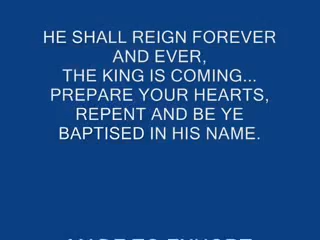 HE SHALL REIGN FOREVER
AND EVER,
THE KING IS COMING...
PREPARE YOUR HEARTS,
REPENT AND BE YE
BAPTISED IN HIS NAME.